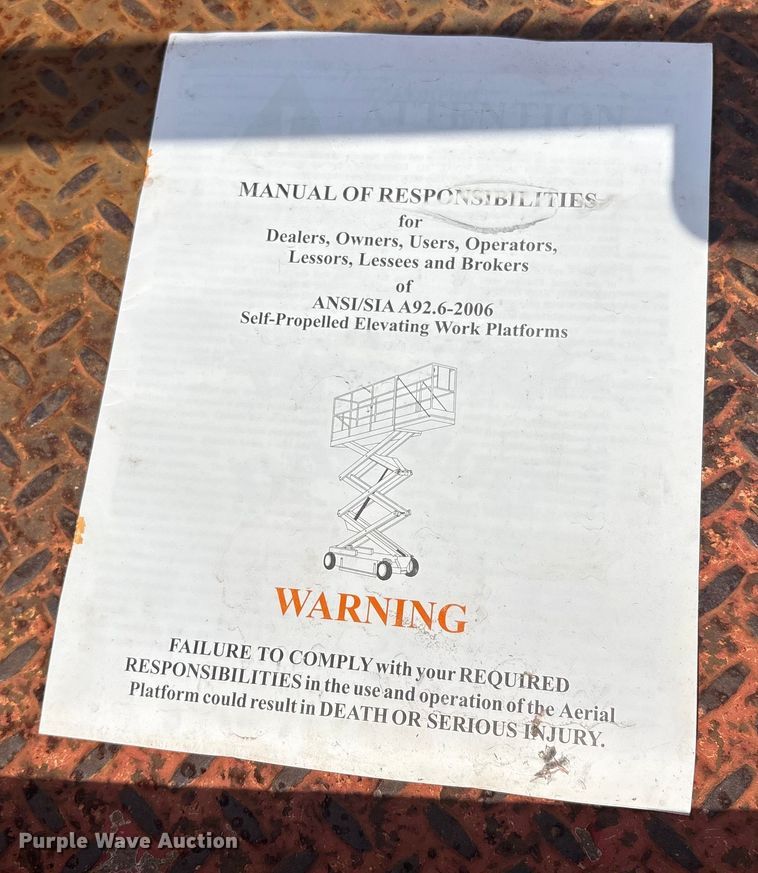 ATTENTION
MANUAL OF RESPONSIBILITIES
for
Dealers, Owners, Users, Operators,
Lessors, Lessees and Brokers
of
ANSI/SIA A92.6-2006
Self-Propelled Elevating Work Platforms
WARNING
FAILURE TO COMPLY with your REQUIRED
RESPONSIBILITIES in the use and operation of the Aerial
Platform could result in DEATH OR SERIOUS INJURY.
Purple Wave Auction